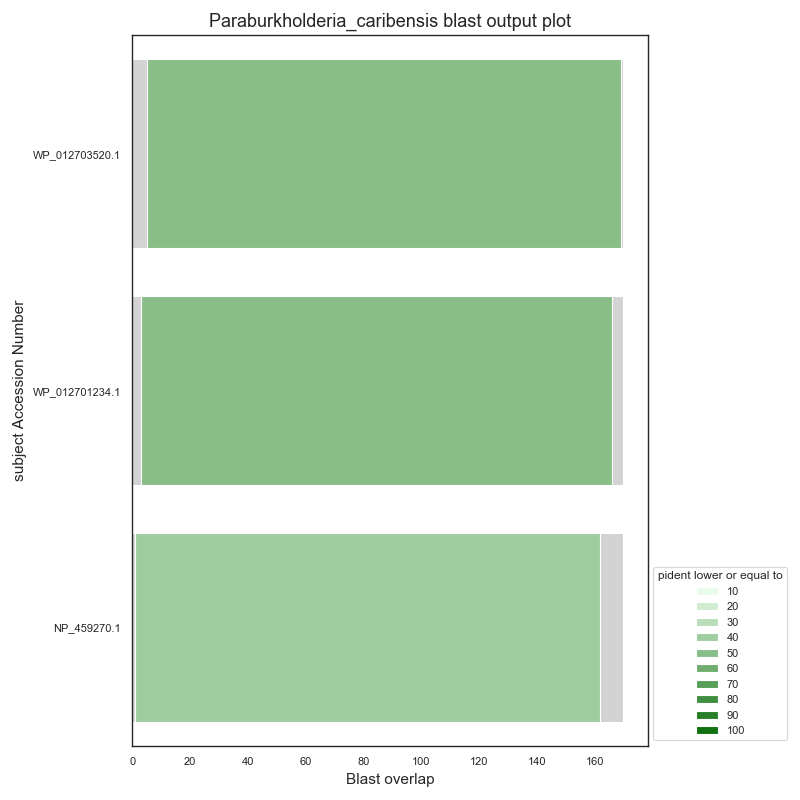 Paraburkholderia_caribensis blast output plot
subject Accession Number
WP_012703520.1
WP_012701234.1
NP_459270.1
0 20 40 60 80 100 120 140 160
Blast overlap
pident lower or equal to
10
20
30
40
50
60
70
80
90
100